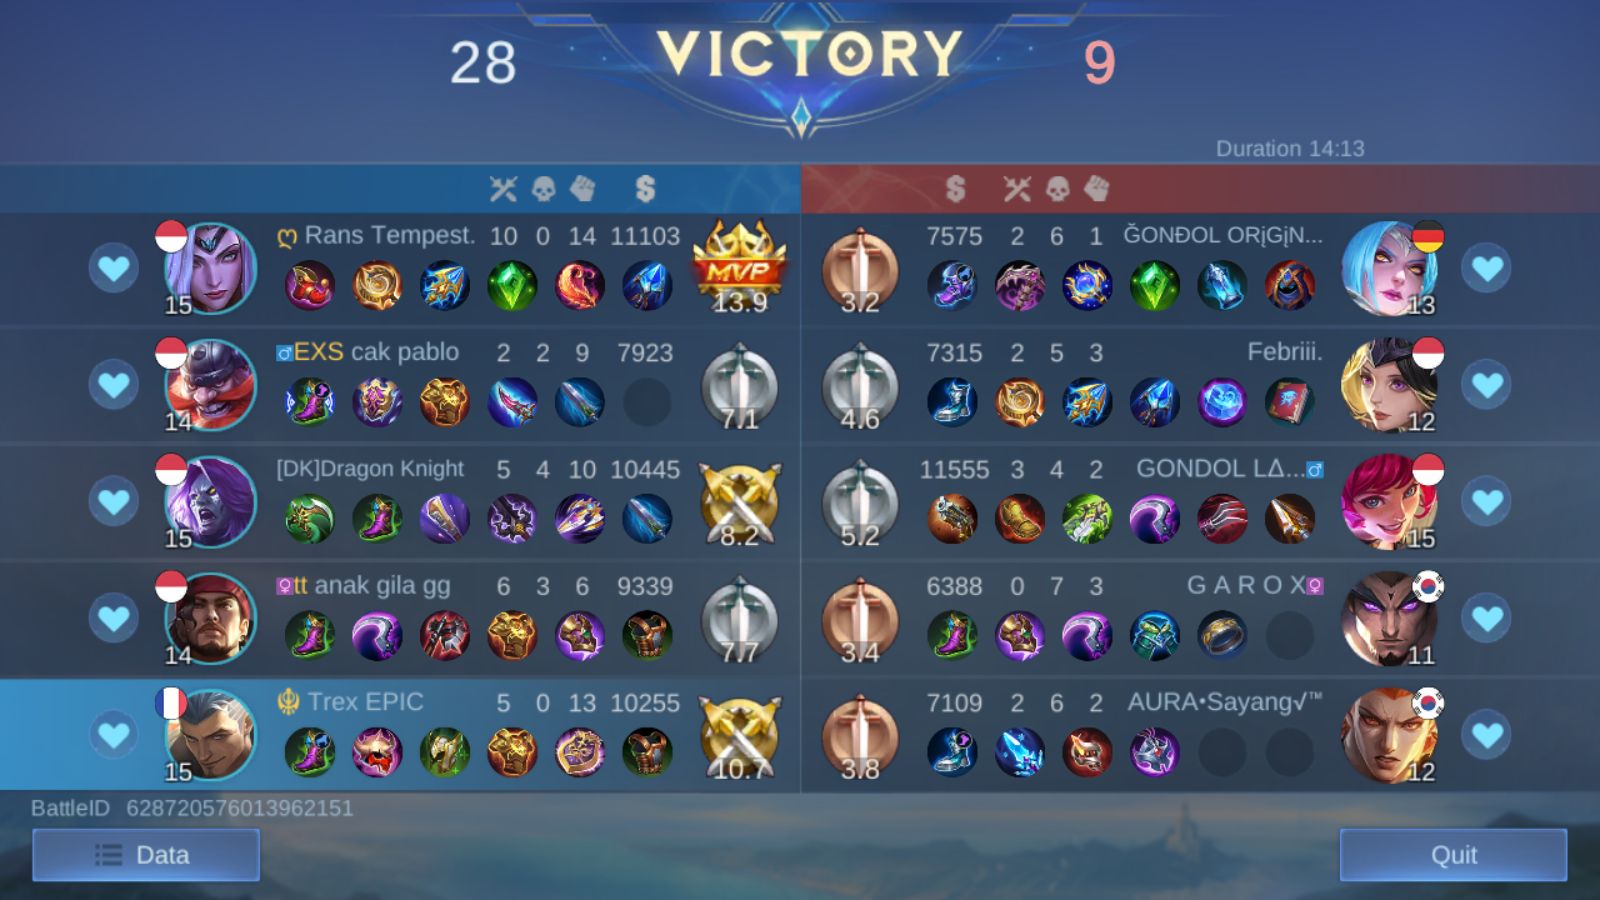 28 VICTORY 9
Duration 14:13
ღ Rans Tempest. 10 0 14 11103
15
MVP
13.9
7575 2 6 1 ĞONĐOL ORįGįN...
3.2
13
♂EXS cak pablo 2 2 9 7923
14
7.1
7315 2 5 3 Febriii.
4.6
12
[DK]Dragon Knight 5 4 10 10445
15
8.2
11555 3 4 2 GONDOL LΔ...♂
5.2
15
♀tt anak gila gg 6 3 6 9339
14
7.7
6388 0 7 3 G A R O X♀
3.4
11
☬ Trex EPIC 5 0 13 10255
15
10.7
7109 2 6 2 AURA•Sayang√™
3.8
12
BattleID 628720576013962151
Data
Quit